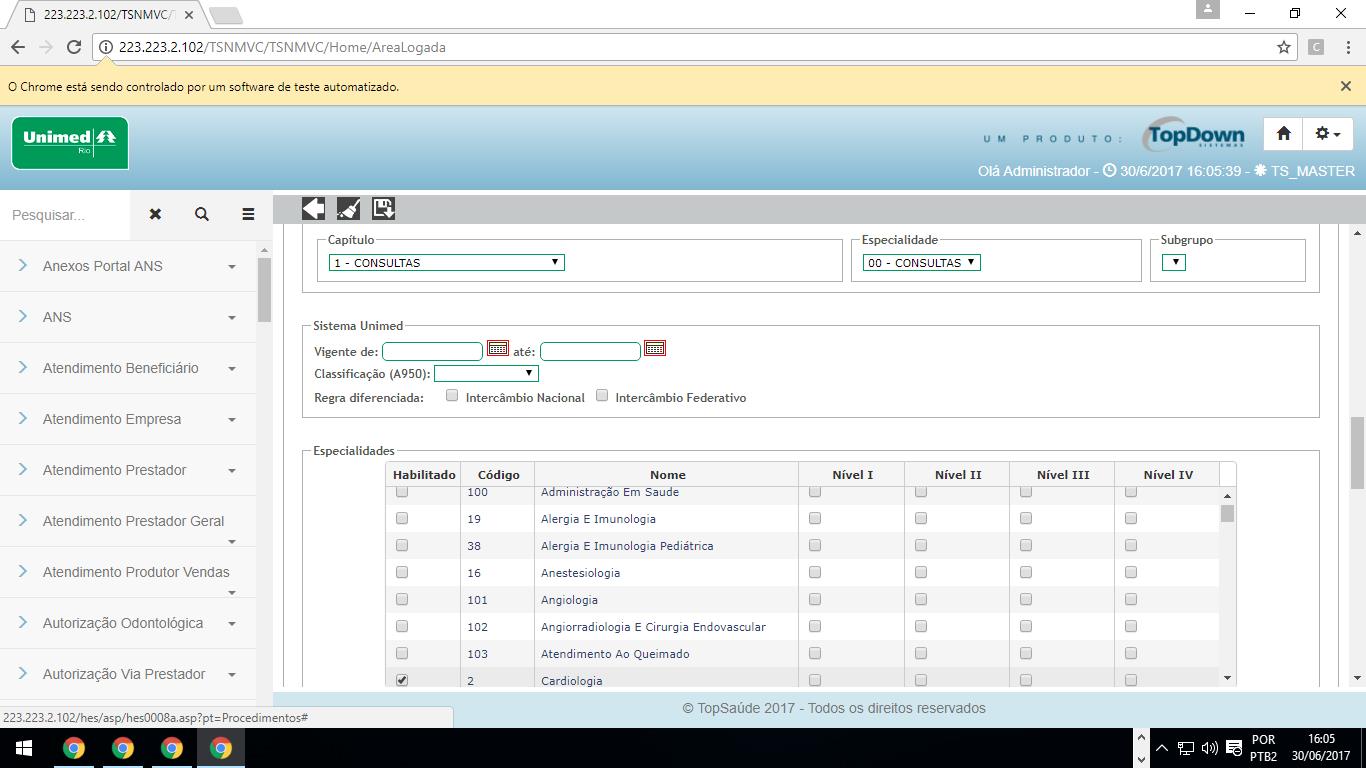 223.223.2.102/TSNMVC/T
223.223.2.102/TSNMVC/TSNMVC/Home/AreaLogada
C
O Chrome está sendo controlado por um software de teste automatizado.
Unimed
Rio
UM PRODUTO:
TopDown
SISTEMAS
Olá Administrador - 30/6/2017 16:05:39 - TS_MASTER
Pesquisar...
Anexos Portal ANS
ANS
Atendimento Beneficiário
Atendimento Empresa
Atendimento Prestador
Atendimento Prestador Geral
Atendimento Produtor Vendas
Autorização Odontológica
Autorização Via Prestador
Capítulo
1 - CONSULTAS
Especialidade
00 - CONSULTAS
Subgrupo
Sistema Unimed
Vigente de: até:
Classificação (A950):
Regra diferenciada: Intercâmbio Nacional Intercâmbio Federativo
Especialidades
Habilitado Código Nome Nível I Nível II Nível III Nível IV
100 Administração Em Saude
19 Alergia E Imunologia
38 Alergia E Imunologia Pediátrica
16 Anestesiologia
101 Angiologia
102 Angiorradiologia E Cirurgia Endovascular
103 Atendimento Ao Queimado
2 Cardiologia
223.223.2.102/hes/asp/hes0008a.asp?pt=Procedimentos#
© TopSaúde 2017 - Todos os direitos reservados
POR
PTB2
16:05
30/06/2017